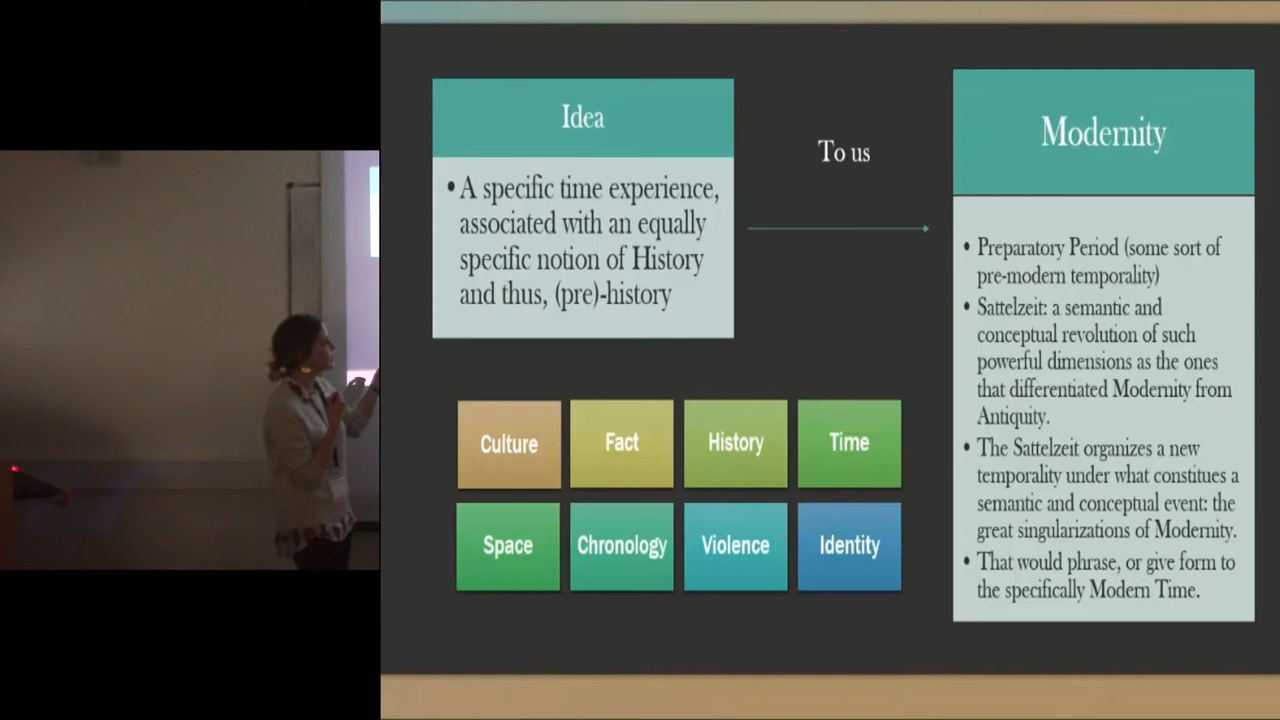 Idea
• A specific time experience,
associated with an equally
specific notion of History
and thus, (pre)-history
To us
Modernity
• Preparatory Period (some sort of
pre-modern temporality)
• Sattelzeit: a semantic and
conceptual revolution of such
powerful dimensions as the ones
that differentiated Modernity from
Antiquity.
• The Sattelzeit organizes a new
temporality under what constitutes a
semantic and conceptual event: the
great singularizations of Modernity.
• That would phrase, or give form to
the specifically Modern Time.
Culture
Fact
History
Time
Space
Chronology
Violence
Identity